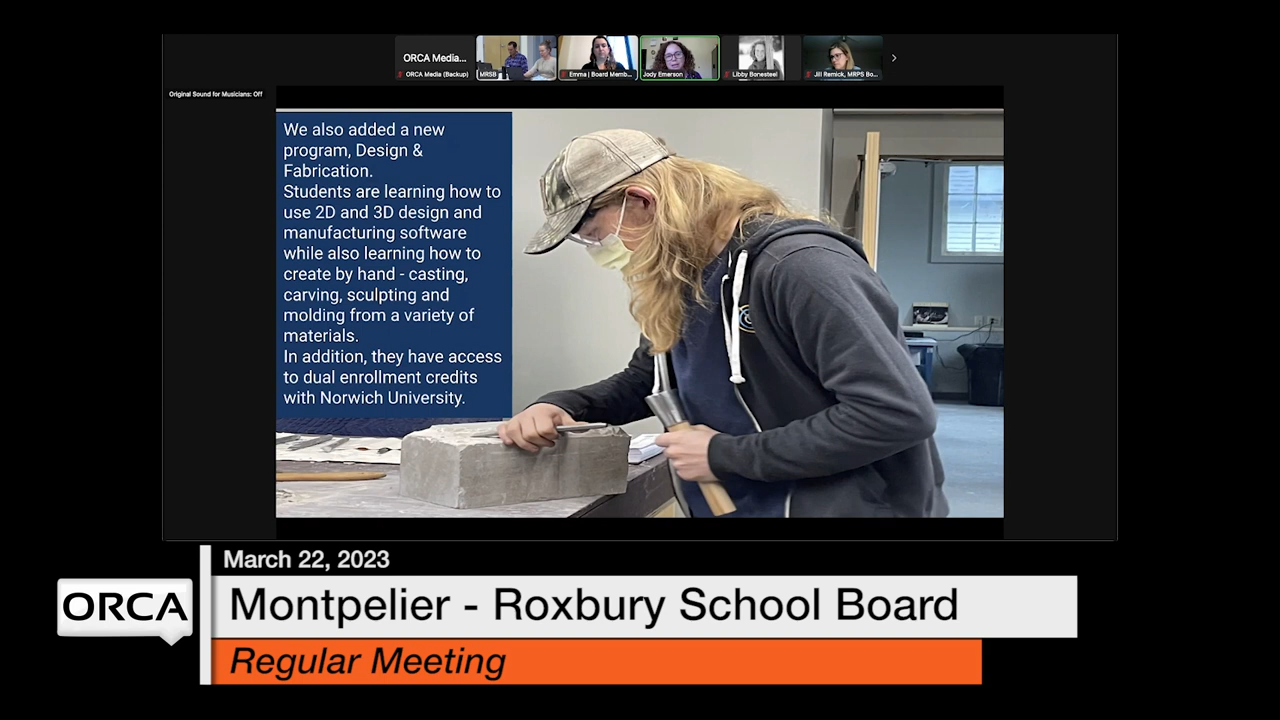 ORCA Media...
ORCA Media (Backup)
MRSB
Emma | Board Memb...
Jody Emerson
Libby Bonesteel
Jill Remick, MRPS Bo...
Original Sound for Musicians: Off
We also added a new
program, Design &
Fabrication.
Students are learning how to
use 2D and 3D design and
manufacturing software
while also learning how to
create by hand - casting,
carving, sculpting and
molding from a variety of
materials.
In addition, they have access
to dual enrollment credits
with Norwich University.
March 22, 2023
ORCA
Montpelier - Roxbury School Board
Regular Meeting